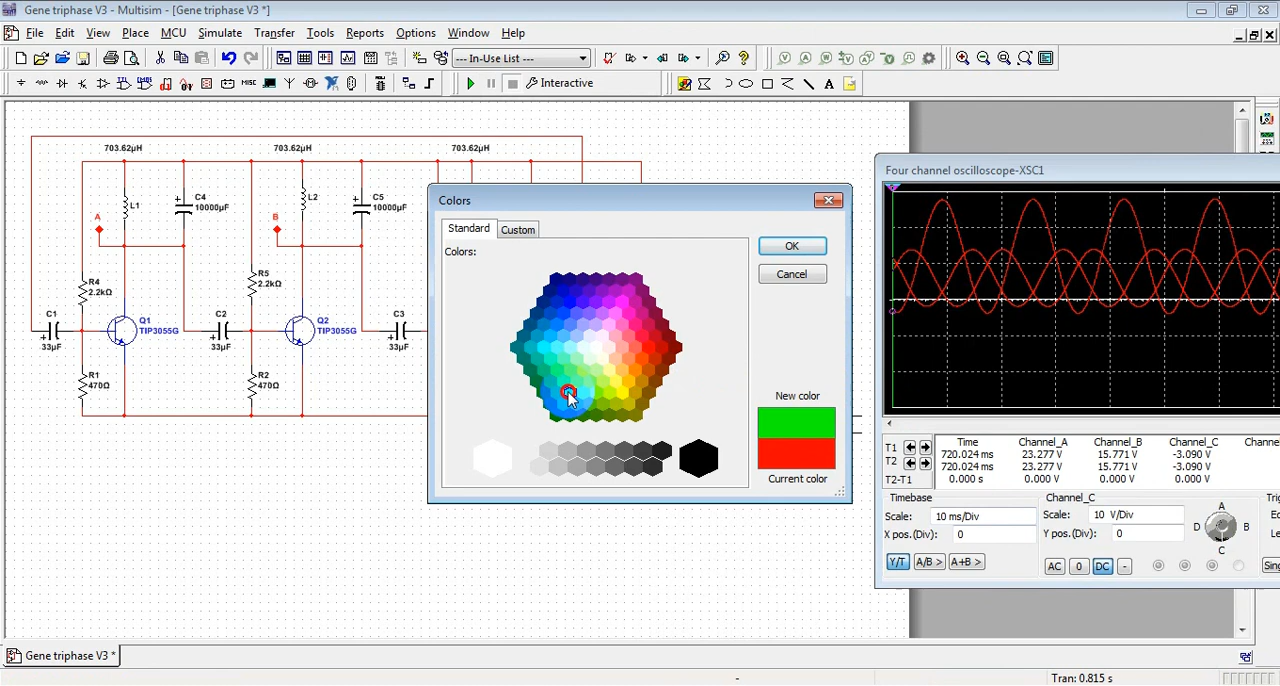 Gene triphase V3 - Multisim - [Gene triphase V3 *]
File Edit View Place MCU Simulate Transfer Tools Reports Options Window Help
--- In-Use List ---
Interactive
MISC
A
703.62µH 703.62µH 703.62µH
L1 C4 10000µF L2 C5 10000µF
A B
R4 2.2kΩ R5 2.2kΩ
C1 33µF Q1 TIP3055G C2 33µF Q2 TIP3055G C3 33µF
R1 470Ω R2 470Ω
Colors
Standard Custom
Colors:
OK
Cancel
New color
Current color
Four channel oscilloscope-XSC1
Time Channel_A Channel_B Channel_C Channe
T1 720.024 ms 23.277 V 15.771 V -3.090 V
T2 720.024 ms 23.277 V 15.771 V -3.090 V
T2-T1 0.000 s 0.000 V 0.000 V 0.000 V
Timebase Channel_C Trig
Scale: 10 ms/Div Scale: 10 V/Div Ed
X pos.(Div): 0 Y pos.(Div): 0 Le
A B C D
Y/T A/B > A+B > AC 0 DC - Sing
Gene triphase V3 *
- Tran: 0.815 s